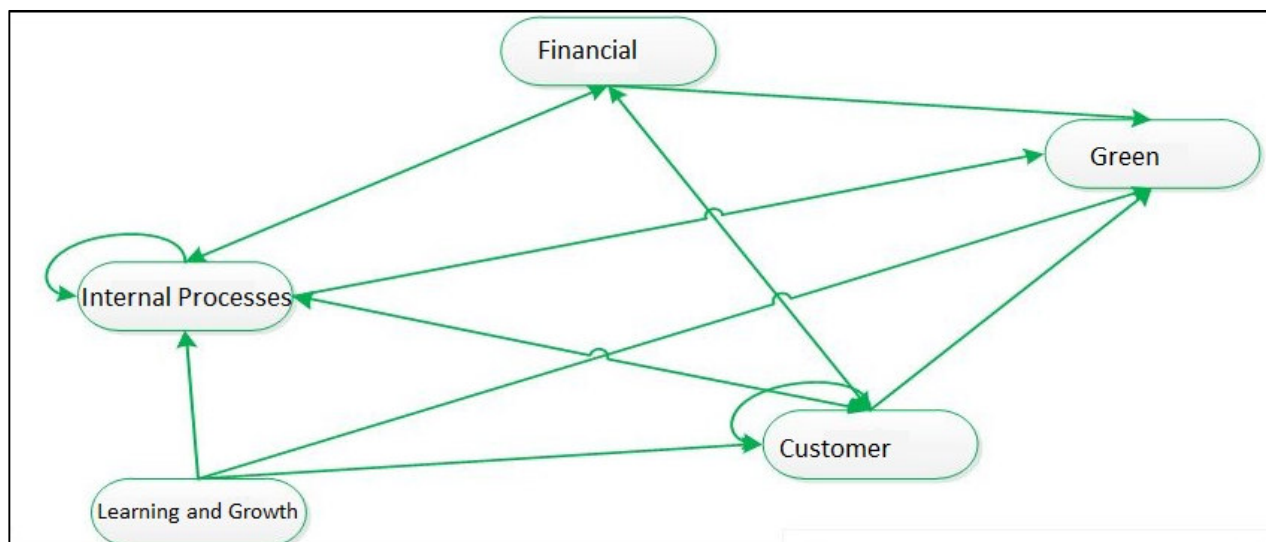 Financial
Green
Internal Processes
Customer
Learning and Growth